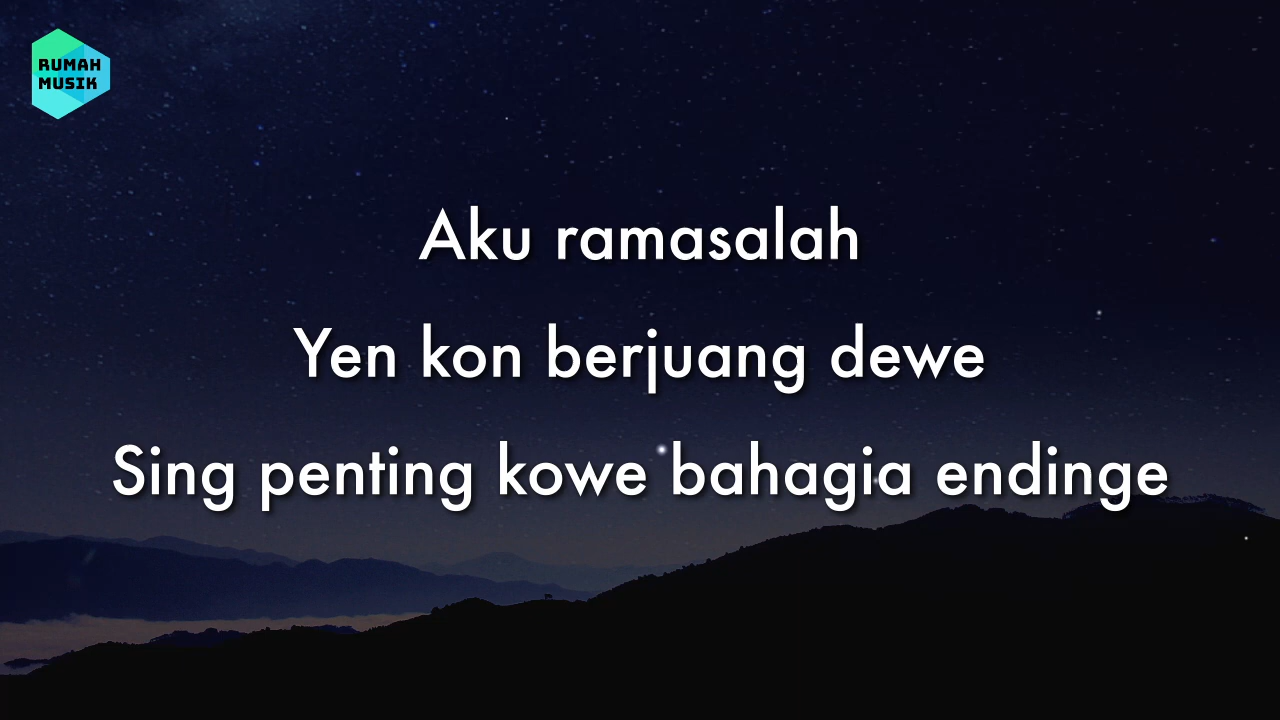 RUMAH
MUSIK
Aku ramasalah
Yen kon berjuang dewe
Sing penting kowe bahagia endinge